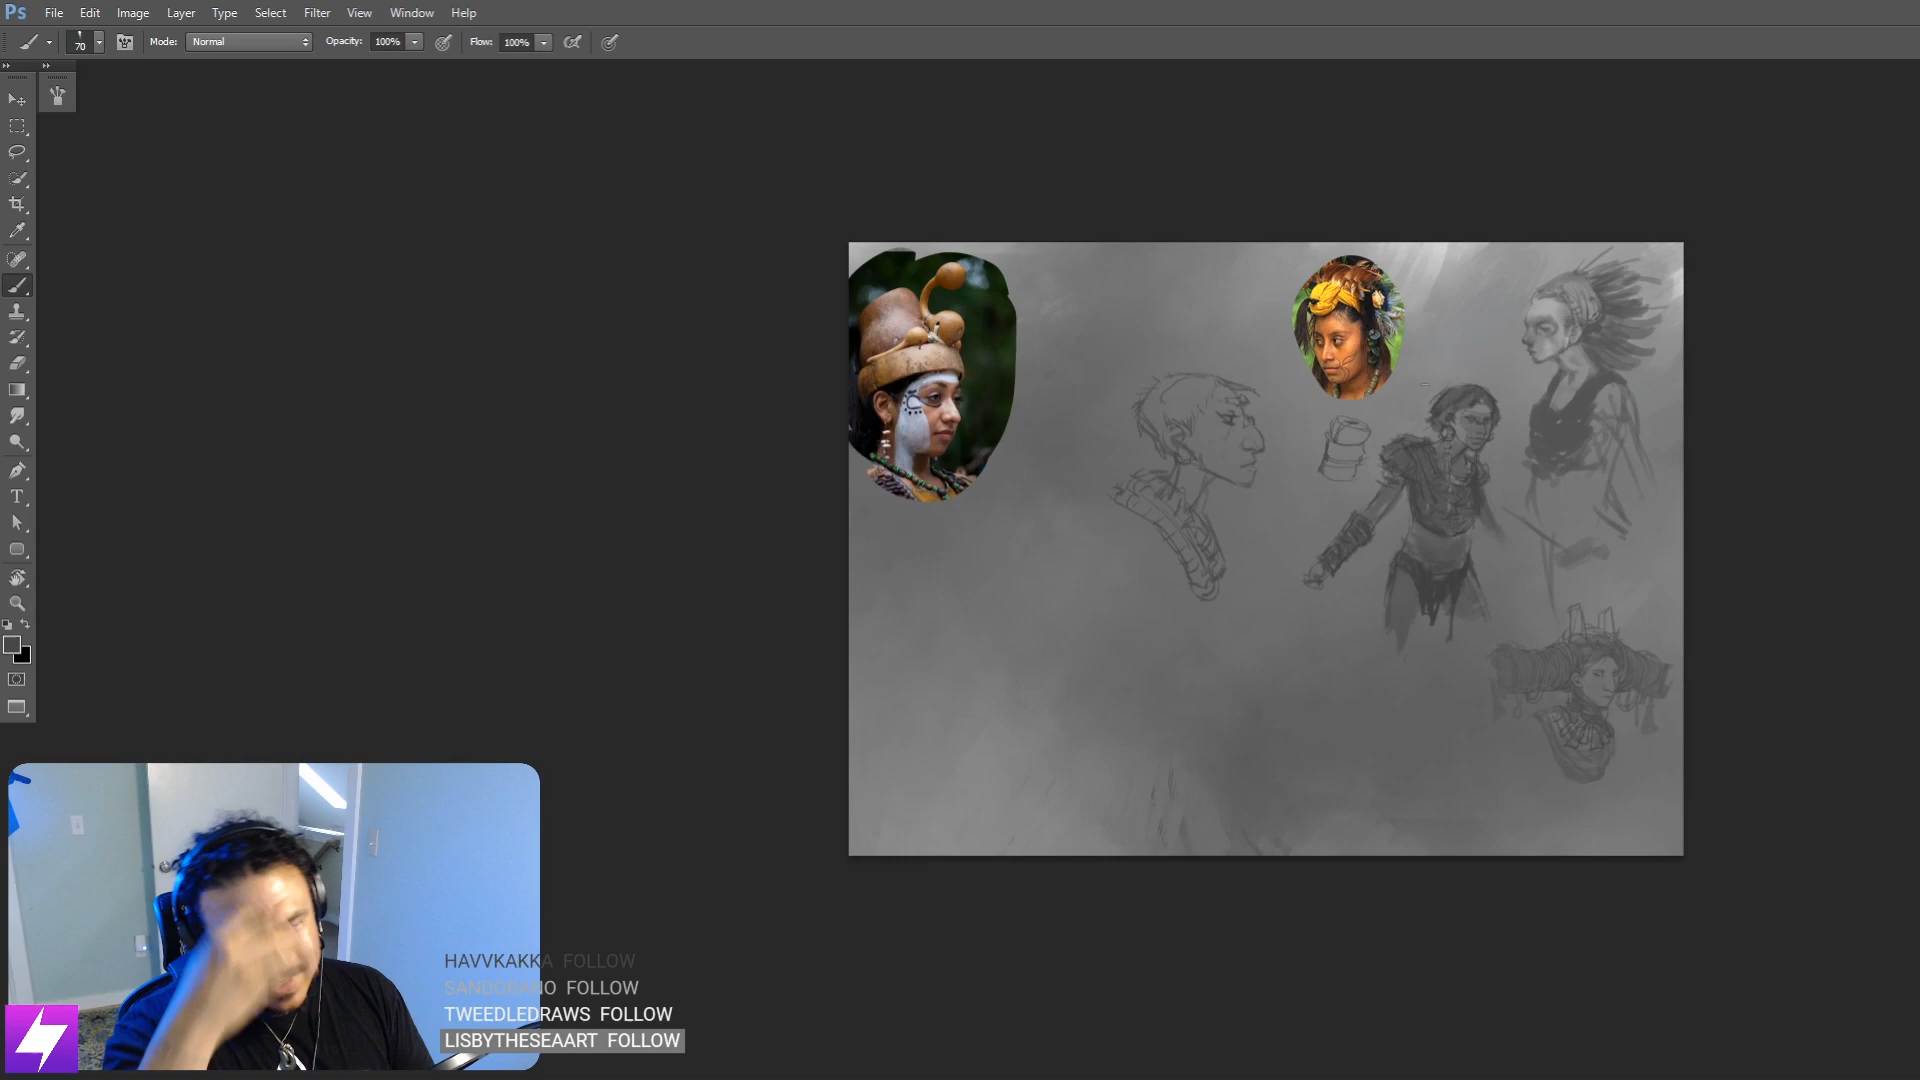 Ps File Edit Image Layer Type Select Filter View Window Help
70 Mode: Normal Opacity: 100% Flow: 100%
T
HAVVKAKKA FOLLOW
SANDORANO FOLLOW
TWEEDLEDRAWS FOLLOW
LISBYTHESEAART FOLLOW